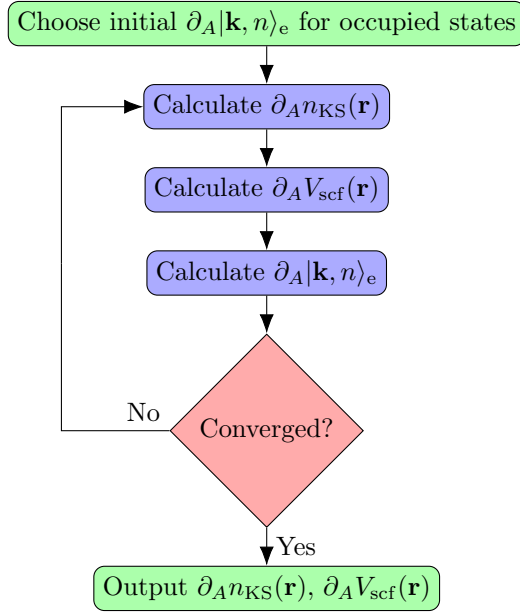 Choose initial ∂_A|𝐤, n⟩_e for occupied states
Calculate ∂_A n_KS(𝐫)
Calculate ∂_A V_scf(𝐫)
Calculate ∂_A|𝐤, n⟩_e
No
Converged?
Yes
Output ∂_A n_KS(𝐫), ∂_A V_scf(𝐫)